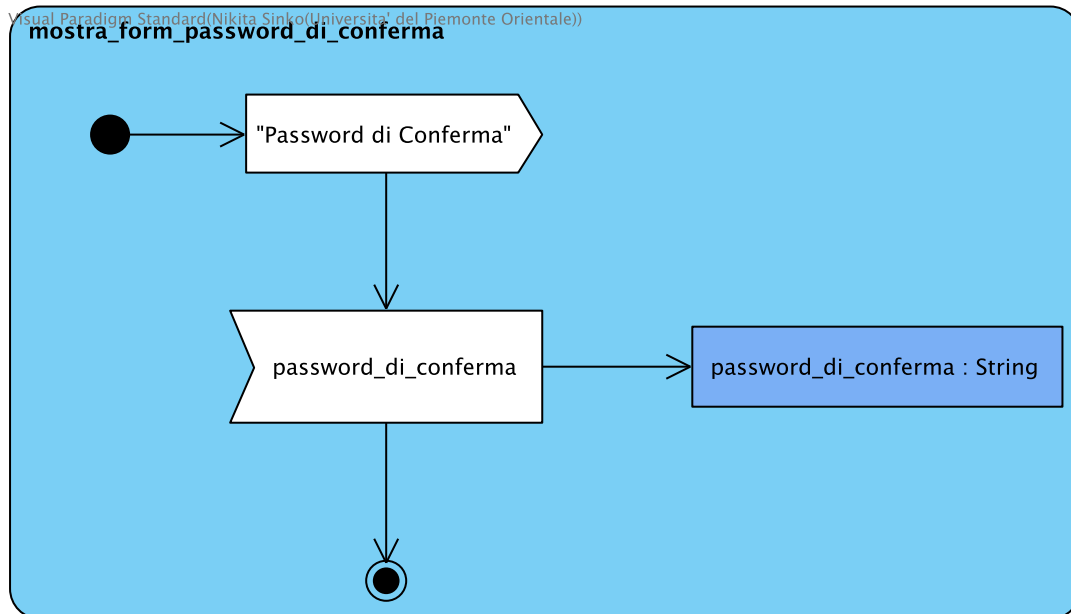 Visual Paradigm Standard(Nikita Sinko(Universita' del Piemonte Orientale))
mostra_form_password_di_conferma
"Password di Conferma"
password_di_conferma
password_di_conferma : String